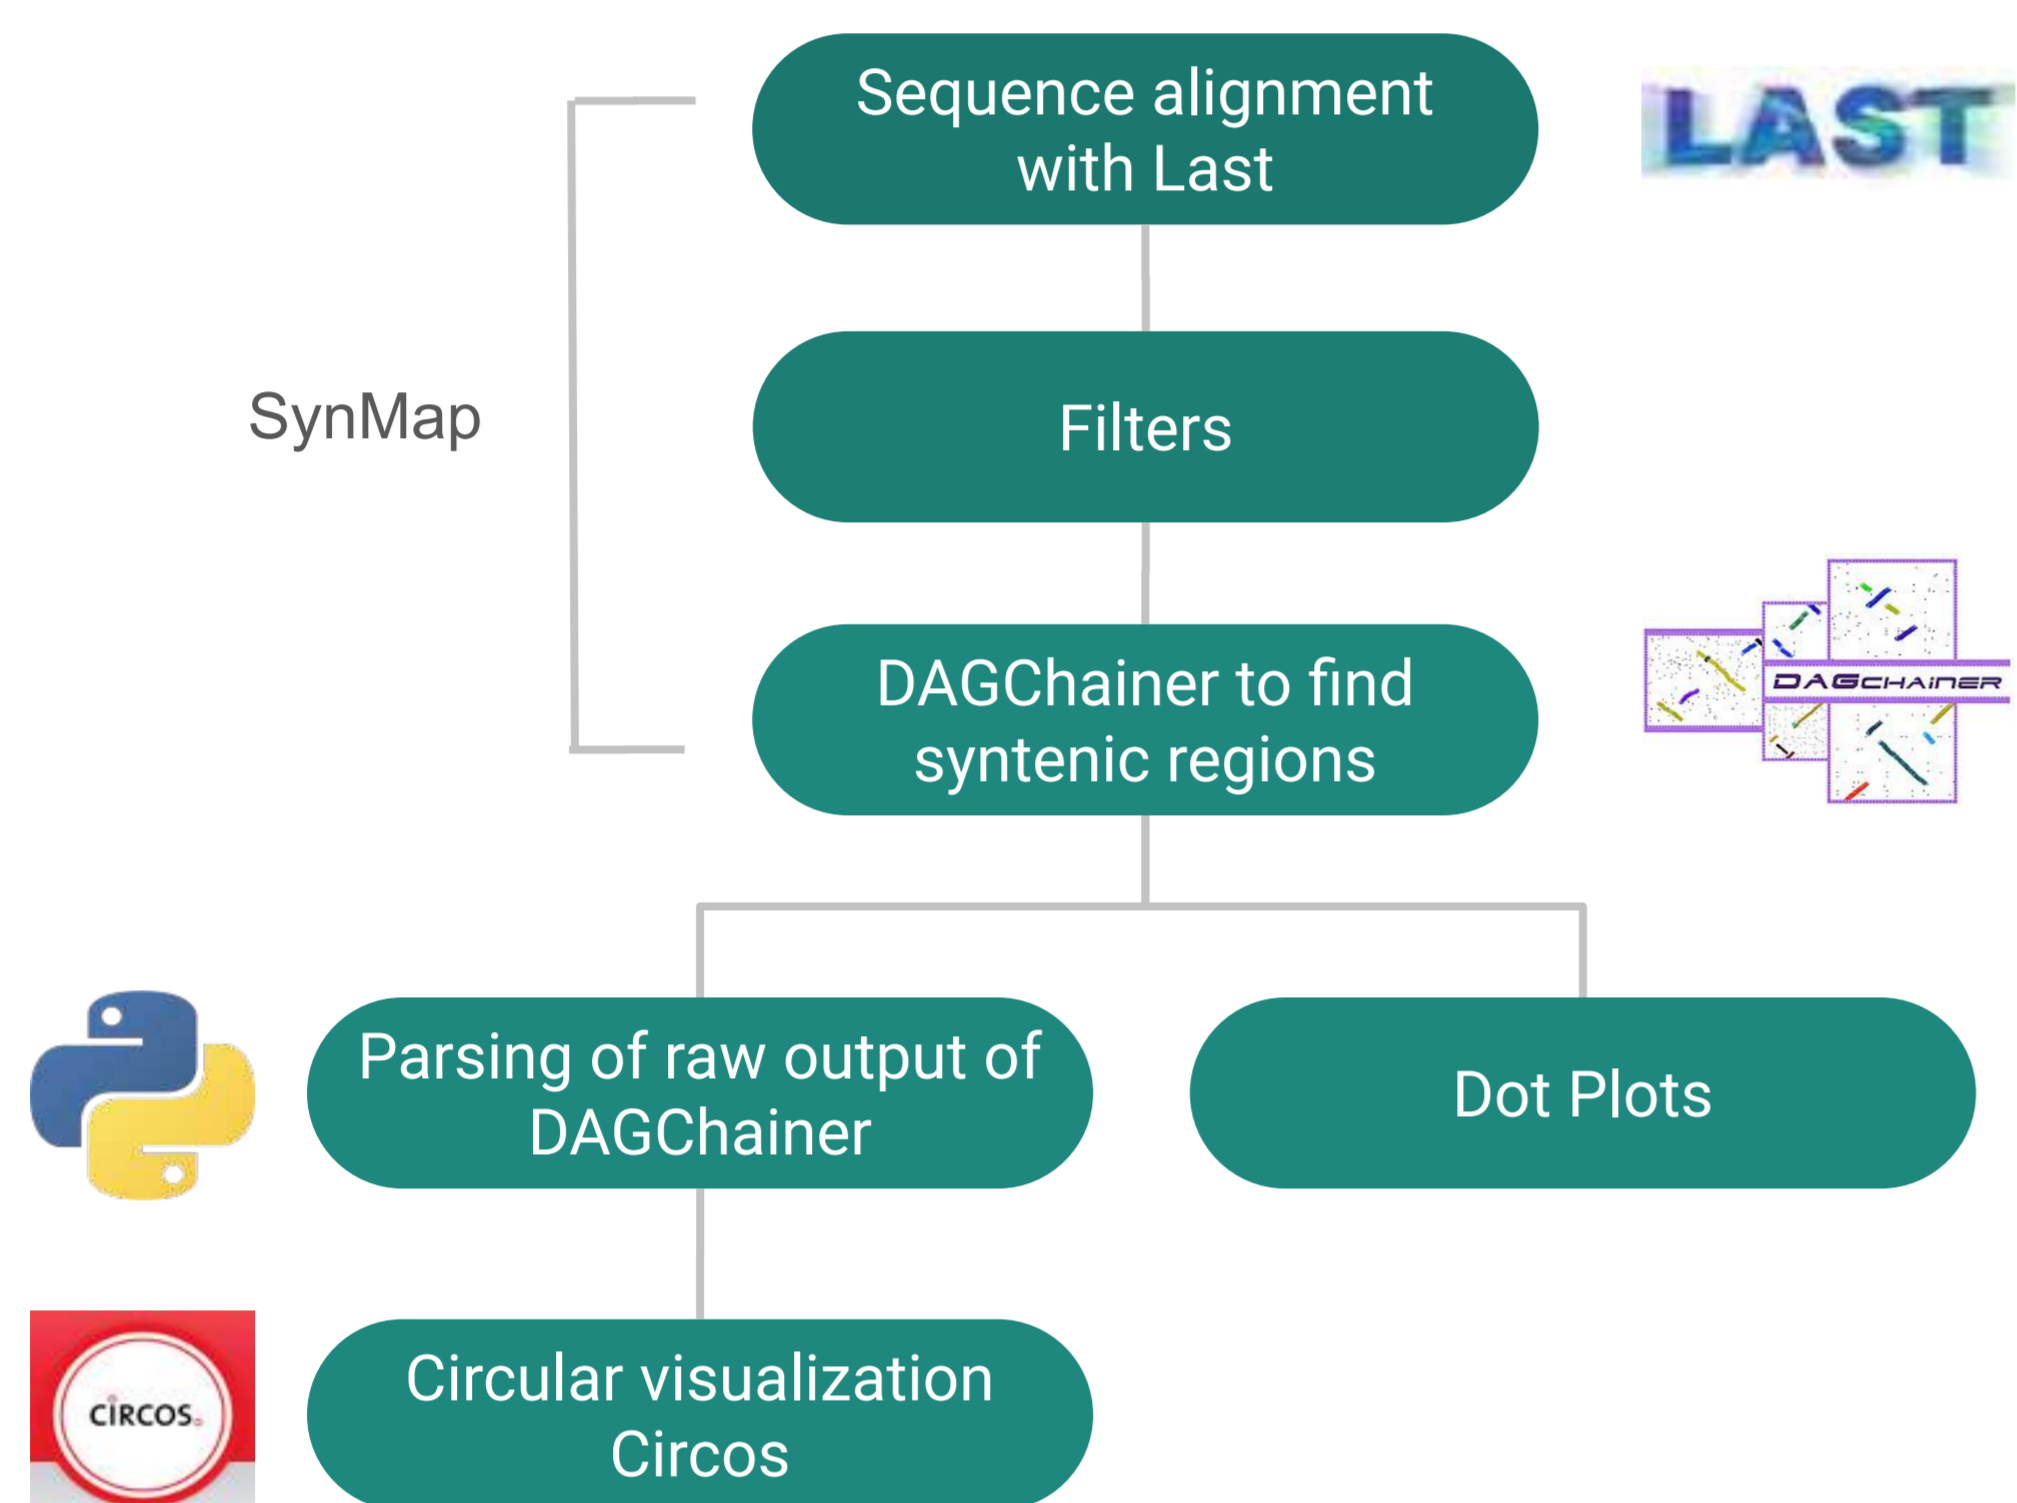 Sequence alignment
with Last
LAST
SynMap
Filters
DAGChainer to find
syntenic regions
DAGCHAINER
Parsing of raw output of
DAGChainer
Dot Plots
Circular visualization
Circos
CIRCOS